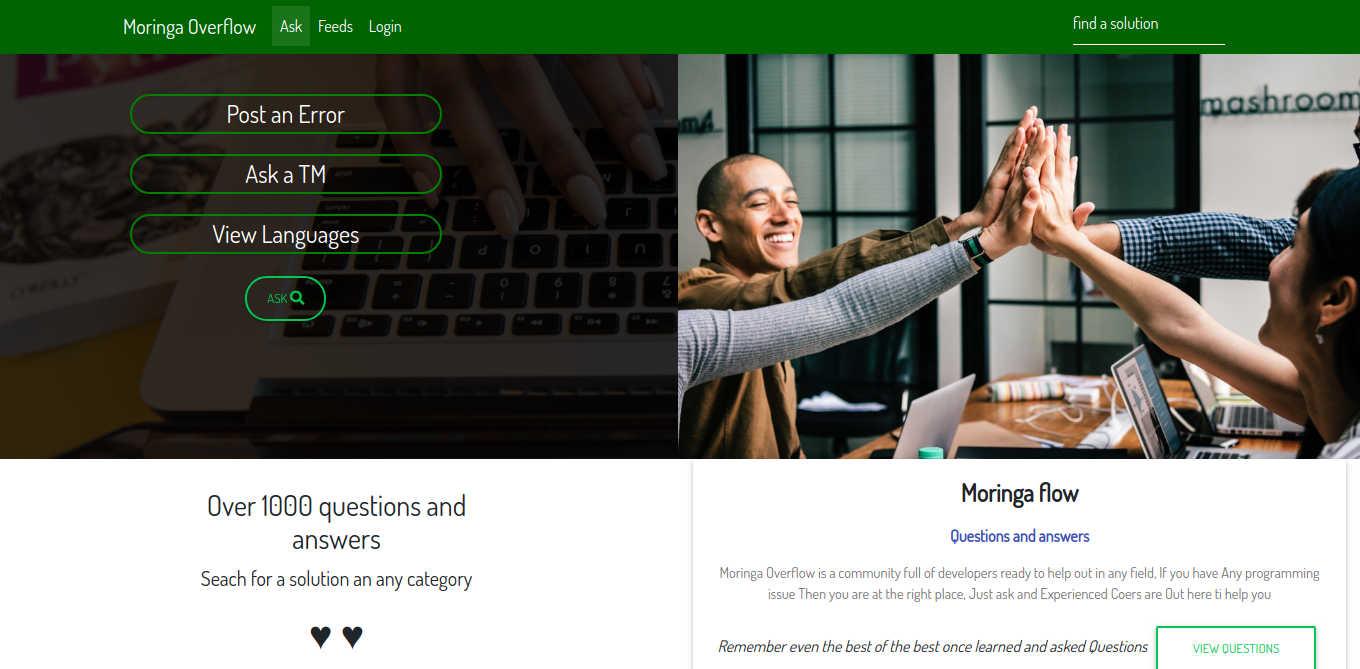 Moringa Overflow Ask Feeds Login find a solution
Post an Error
Ask a TM
View Languages
ASK
O'REILLY
mashroom
Over 1000 questions and
answers
Seach for a solution an any category
Moringa flow
Questions and answers
Moringa Overflow is a community full of developers ready to help out in any field, If you have Any programming
issue Then you are at the right place, Just ask and Experienced Coers are Out here ti help you
Remember even the best of the best once learned and asked Questions
VIEW QUESTIONS